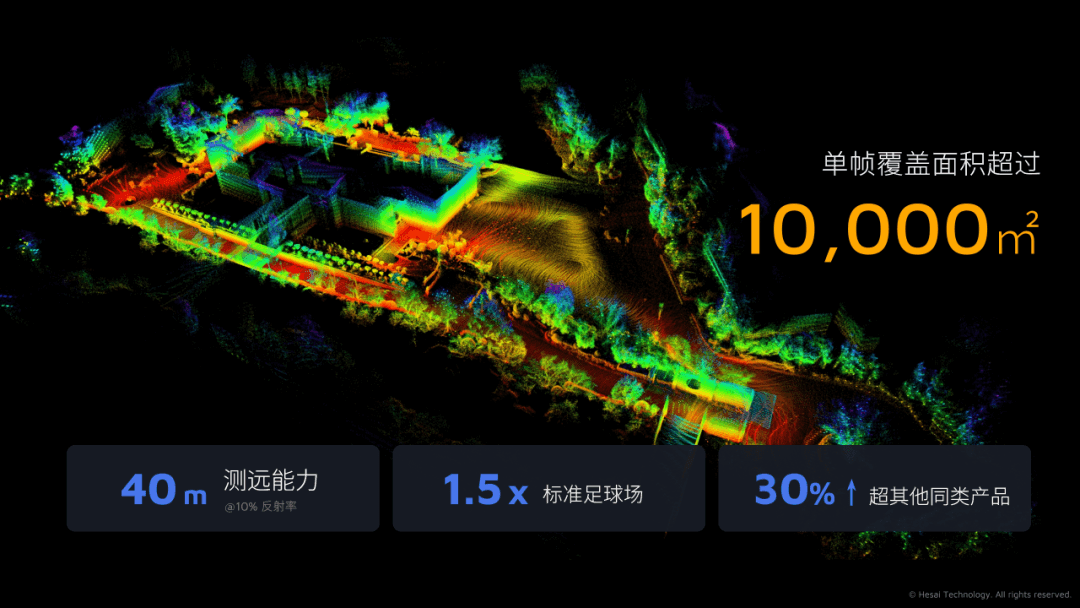 单帧覆盖面积超过
10,000㎡
40 m 测远能力
@10% 反射率
1.5 x 标准足球场
30% ↑ 超其他同类产品
© Hesai Technology. All rights reserved.